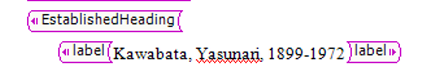 EstablishedHeading
label Kawabata, Yasunari, 1899-1972 label